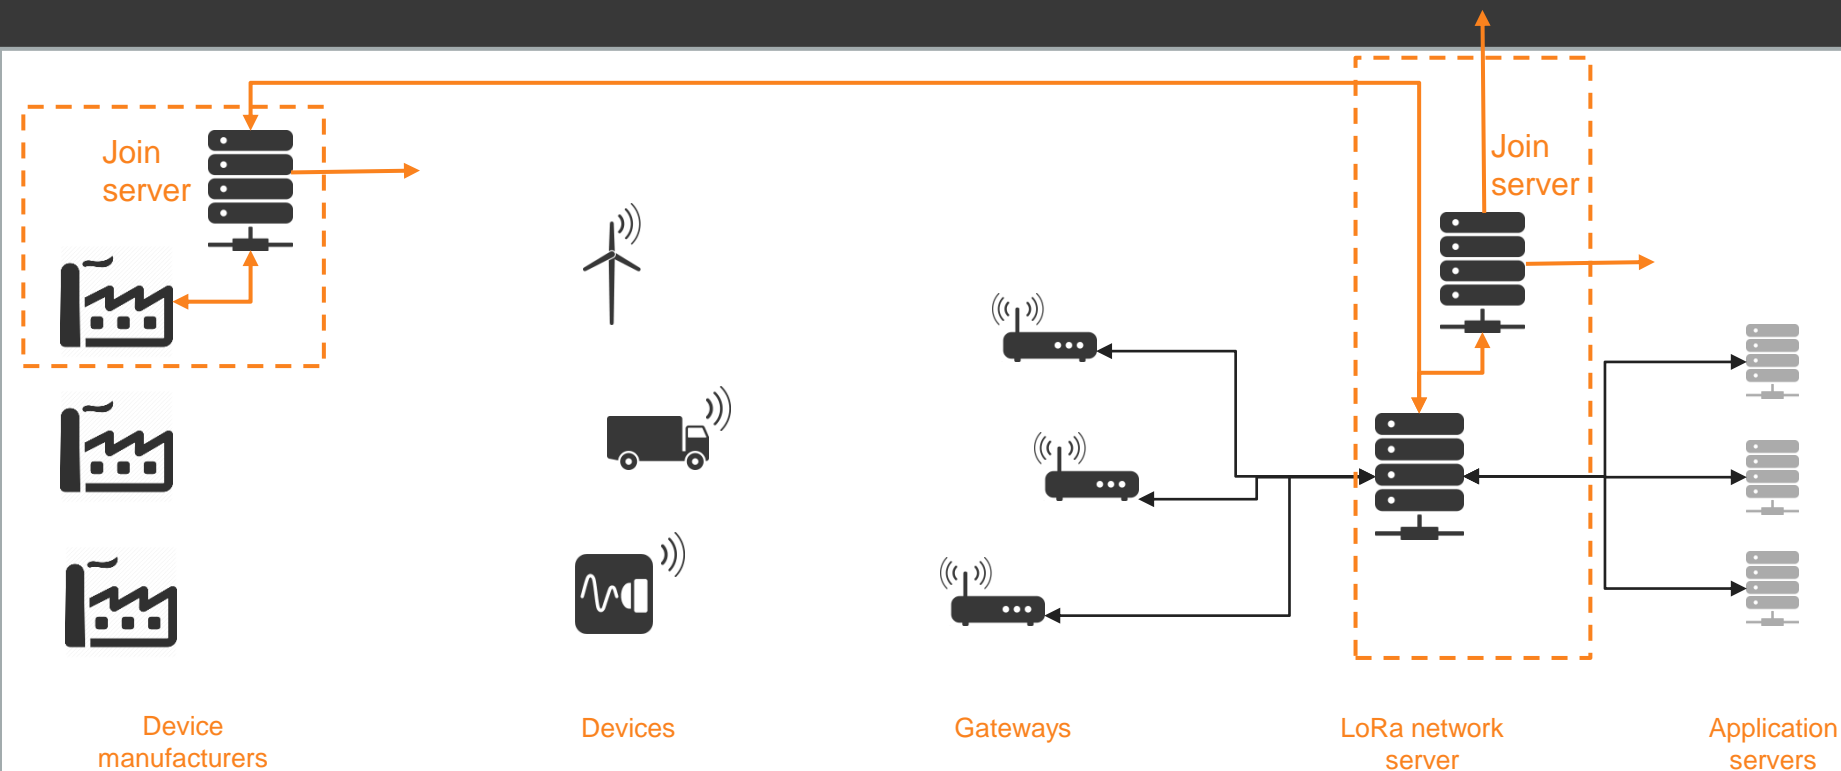 Join
server
Join
server
Device
manufacturers
Devices
Gateways
LoRa network
server
Application
servers